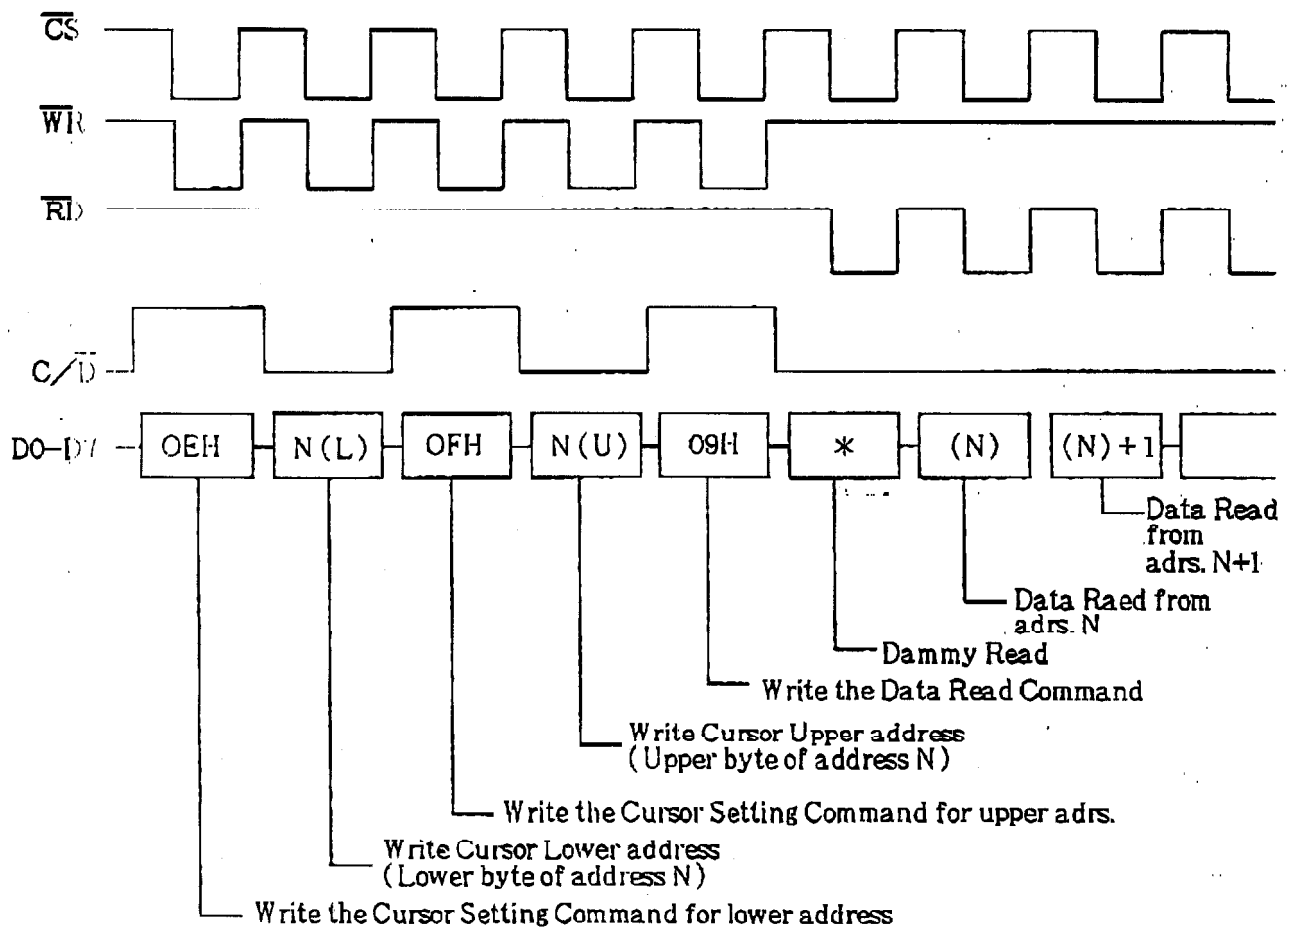 CS
WR
RD
C/D
D0-D7
0EH N(L) 0FH N(U) 09H * (N) (N)+1
Data Read
from
adrs. N+1
Data Raed from
adrs. N
Dammy Read
Write the Data Read Command
Write Cursor Upper address
(Upper byte of address N)
Write the Cursor Setting Command for upper adrs.
Write Cursor Lower address
(Lower byte of address N)
Write the Cursor Setting Command for lower address